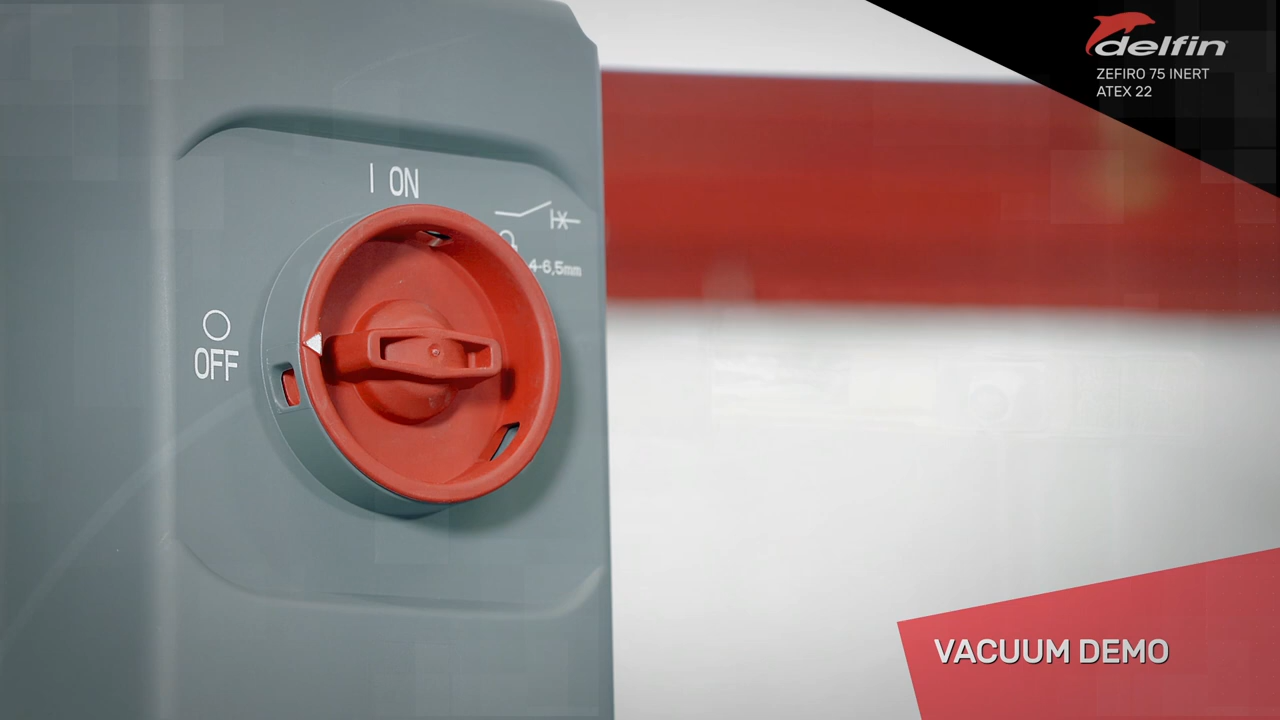 delfin
ZEFIRO 75 INERT
ATEX 22
I ON
4-6,5mm
O
OFF
VACUUM DEMO